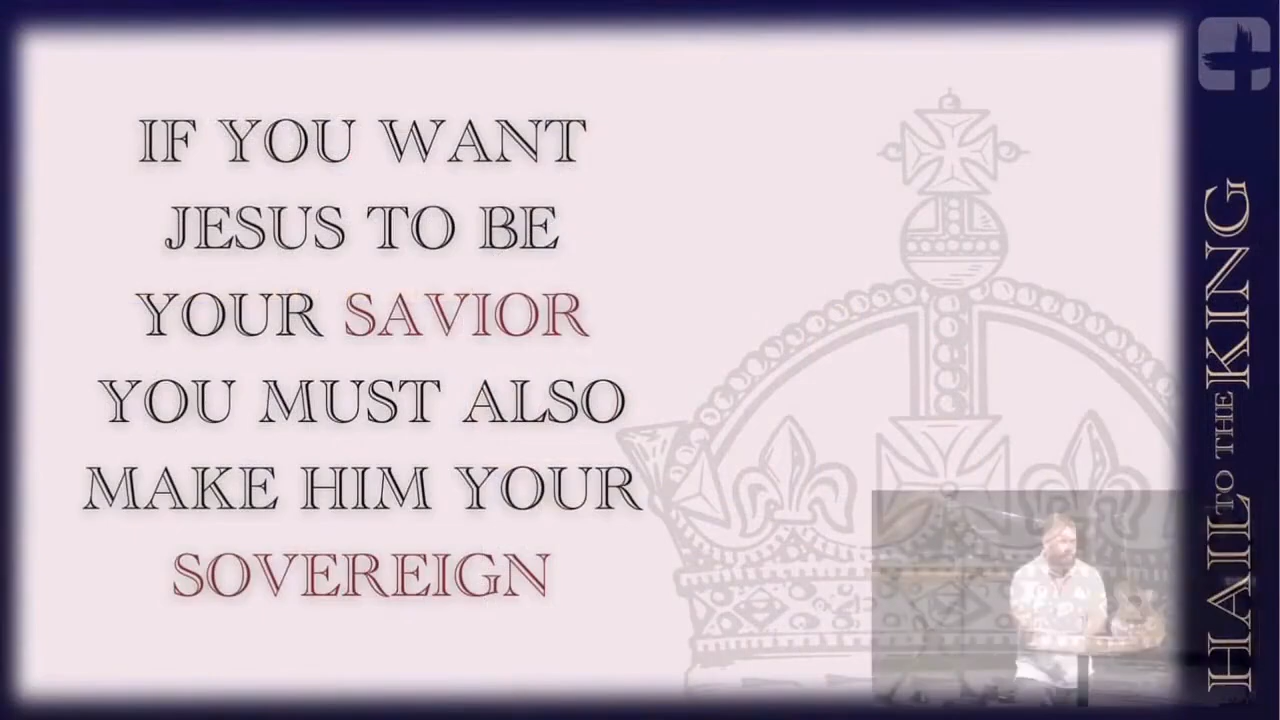 IF YOU WANT
JESUS TO BE
YOUR SAVIOR
YOU MUST ALSO
MAKE HIM YOUR
SOVEREIGN
HAIL TO THE KING